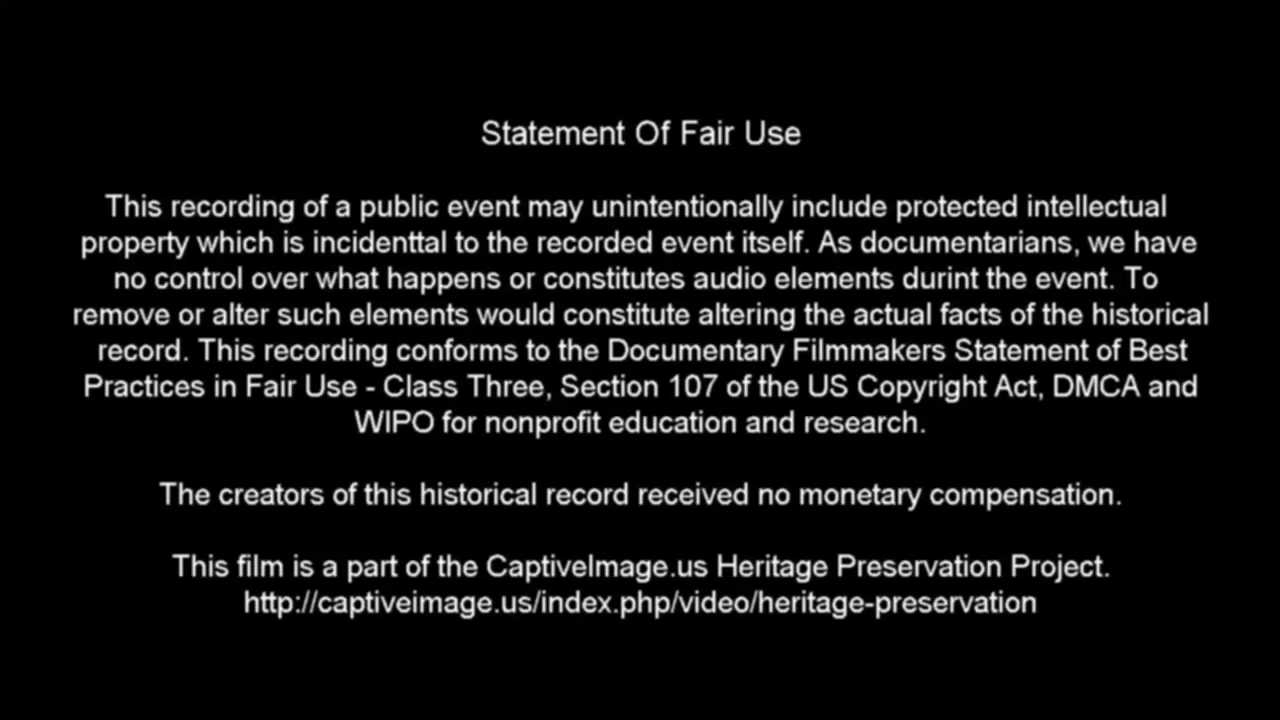 Statement Of Fair Use
This recording of a public event may unintentionally include protected intellectual
property which is incidenttal to the recorded event itself. As documentarians, we have
no control over what happens or constitutes audio elements durint the event. To
remove or alter such elements would constitute altering the actual facts of the historical
record. This recording conforms to the Documentary Filmmakers Statement of Best
Practices in Fair Use - Class Three, Section 107 of the US Copyright Act, DMCA and
WIPO for nonprofit education and research.
The creators of this historical record received no monetary compensation.
This film is a part of the CaptiveImage.us Heritage Preservation Project.
http://captiveimage.us/index.php/video/heritage-preservation